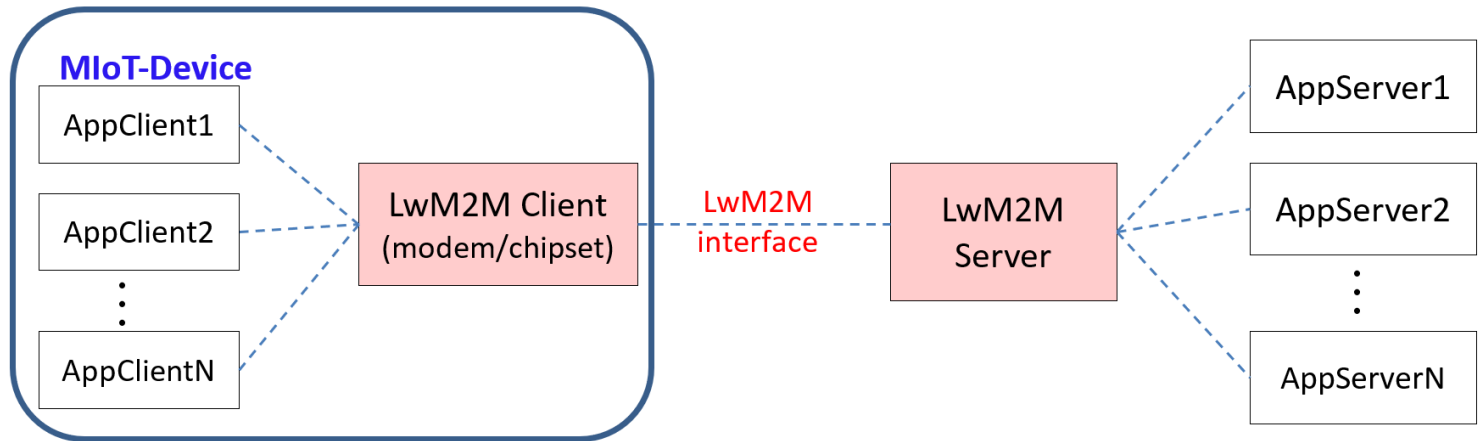 MIoT-Device
AppClient1
AppClient2
AppClientN
LwM2M Client
(modem/chipset)
LwM2M
interface
LwM2M
Server
AppServer1
AppServer2
AppServerN